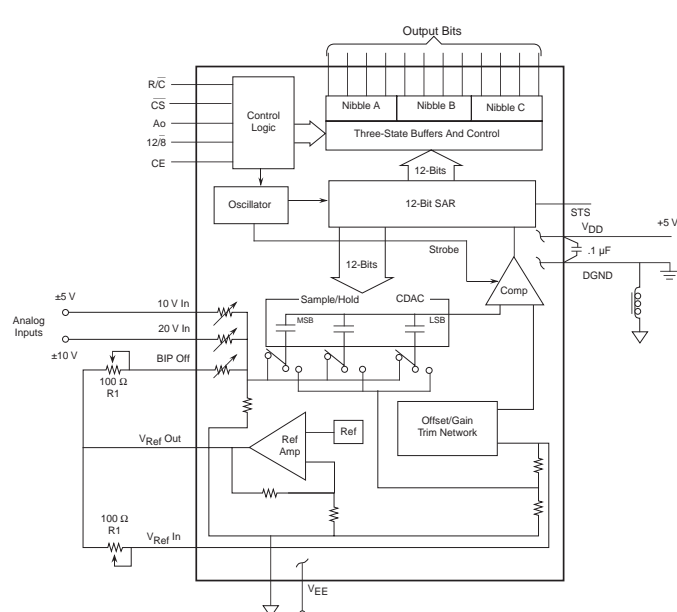 Output Bits
R/C̅
C̅S̅
Ao
12/8̅
CE
Control
Logic
Nibble A
Nibble B
Nibble C
Three-State Buffers And Control
12-Bits
Oscillator
12-Bit SAR
STS
VDD
+5 V
.1 µF
DGND
Strobe
12-Bits
Comp
±5 V
10 V In
Sample/Hold
CDAC
MSB
LSB
Analog
Inputs
20 V In
±10 V
BIP Off
100 Ω
R1
VRef Out
Ref
Amp
Ref
Offset/Gain
Trim Network
100 Ω
R1
VRef In
VEE